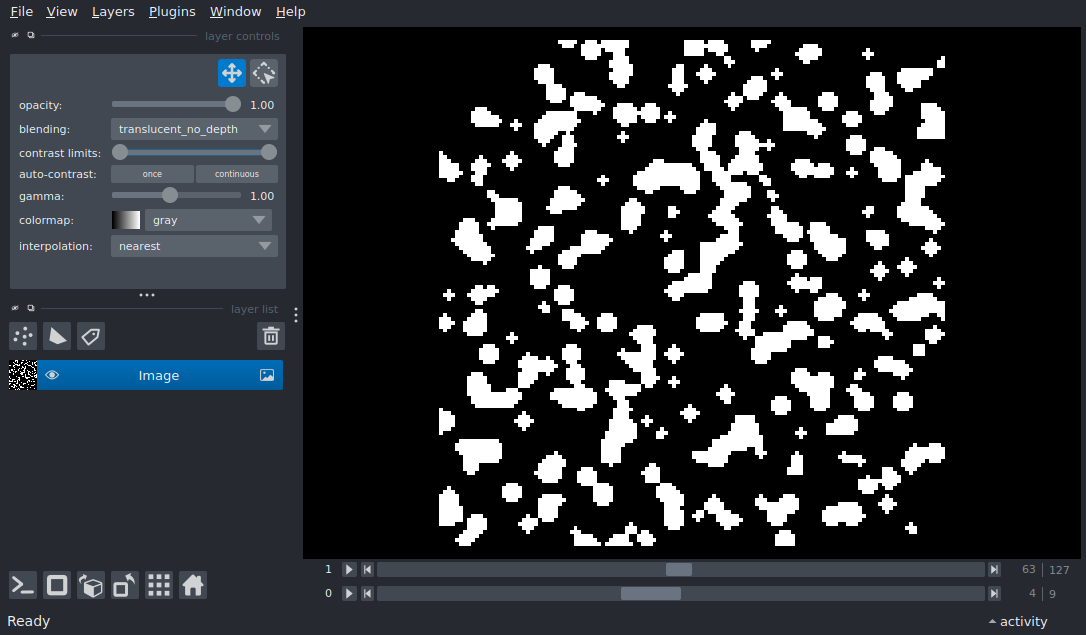 File View Layers Plugins Window Help
layer controls
opacity: 1.00
blending: translucent_no_depth
contrast limits:
auto-contrast: once continuous
gamma: 1.00
colormap: gray
interpolation: nearest
layer list
Image
1 63 127
0 4 9
Ready activity